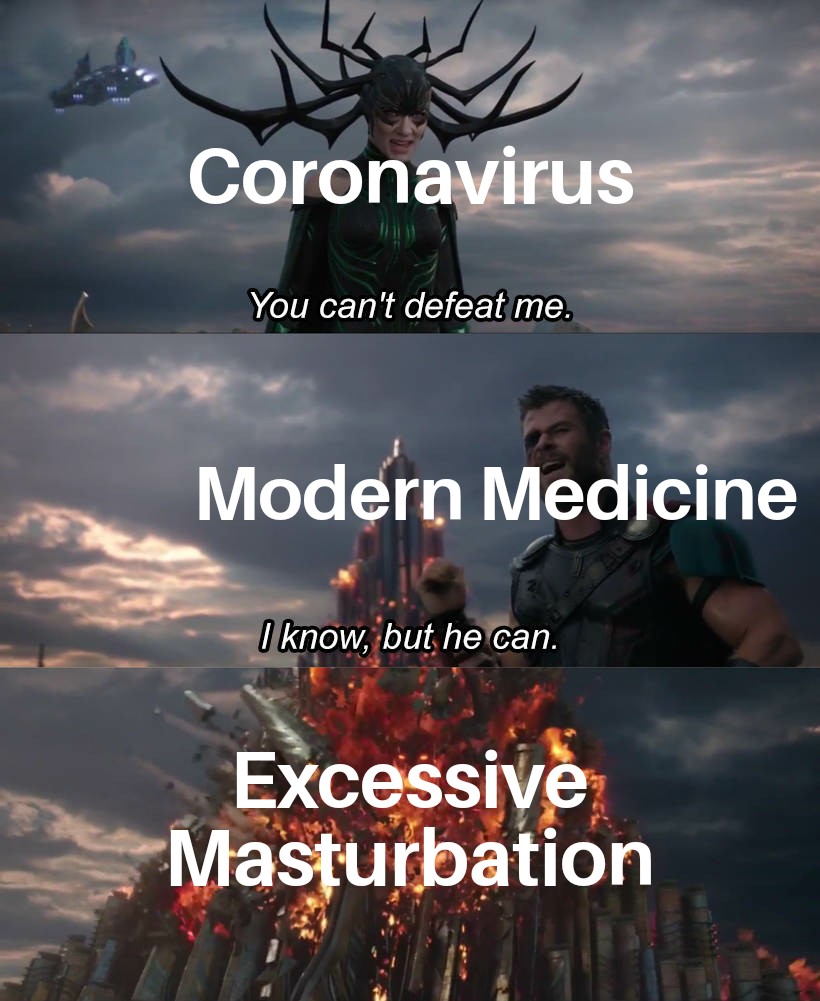 Coronavirus
You can't defeat me.
Modern Medicine
I know, but he can.
Excessive
Masturbation